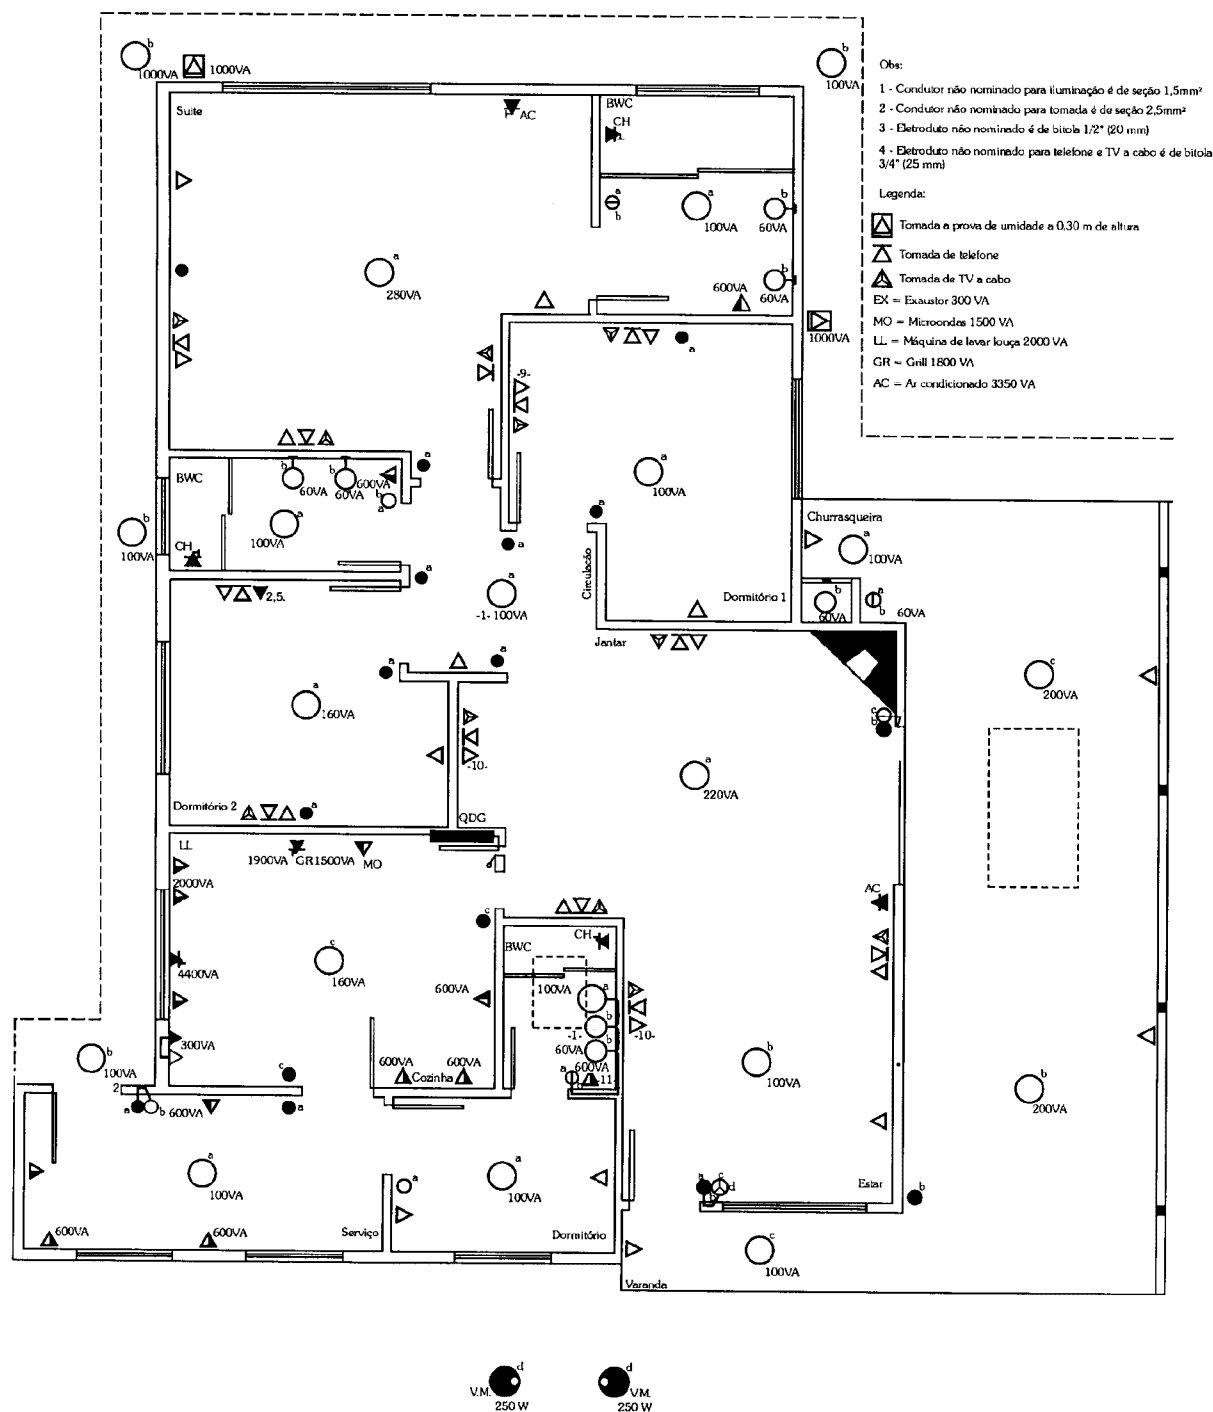 b
1000VA
1000VA
b
100VA
Obs:
1 - Condutor não nominado para iluminação é de seção 1,5mm²
2 - Condutor não nominado para tomada é de seção 2,5mm²
3 - Eletroduto não nominado é de bitola 1/2" (20 mm)
4 - Eletroduto não nominado para telefone e TV a cabo é de bitola
3/4" (25 mm)
Legenda:
Tomada a prova de umidade a 0,30 m de altura
Tomada de telefone
Tomada de TV a cabo
EX = Exaustor 300 VA
MO = Microondas 1500 VA
LL = Máquina de lavar louça 2000 VA
GR = Grill 1800 VA
AC = Ar condicionado 3350 VA
Suite
AC
BWC
CH
a
b
a
100VA
b
60VA
b
60VA
600VA
a
280VA
1000VA
a
-9-
a
BWC
b
60VA
b
60VA
600VA
b
a
a
100VA
CH
b
100VA
a
100VA
a
a
a
-1- 100VA
Circulação
Dormitório 1
Churrasqueira
a
100VA
b
60VA
a
b
60VA
2,5.
a
Jantar
a
a
a
160VA
-10-
Dormitório 2
a
QDG
c
b
a
220VA
c
200VA
LL
2000VA
1900VA
GR
1500VA
MO
c
4400VA
c
160VA
600VA
300VA
600VA
600VA
Cozinha
BWC
CH
100VA
a
b
-1-
b
60VA
600VA
a
-11-
-10-
AC
b
100VA
b
200VA
b
100VA
2
a
b
600VA
c
a
a
100VA
600VA
600VA
Serviço
a
a
100VA
Dormitório
a
c
d
b
Estar
b
c
100VA
Varanda
d
V.M.
250 W
d
V.M.
250 W